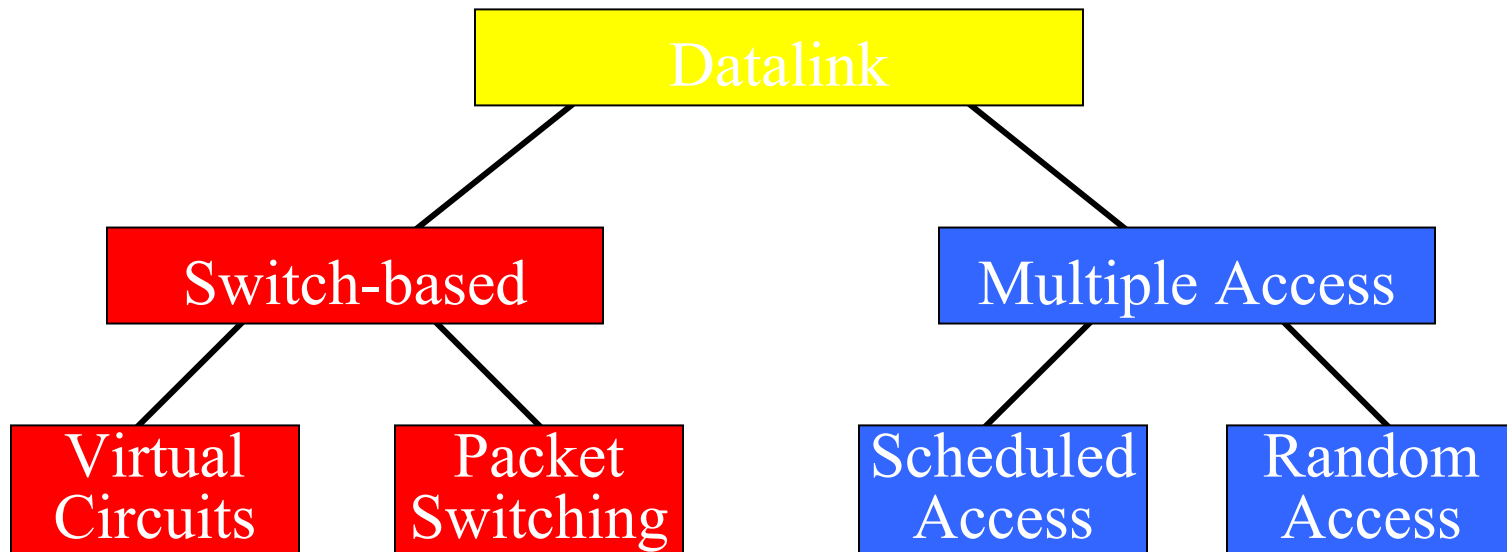 Datalink
Switch-based
Multiple Access
Virtual
Circuits
Packet
Switching
Scheduled
Access
Random
Access